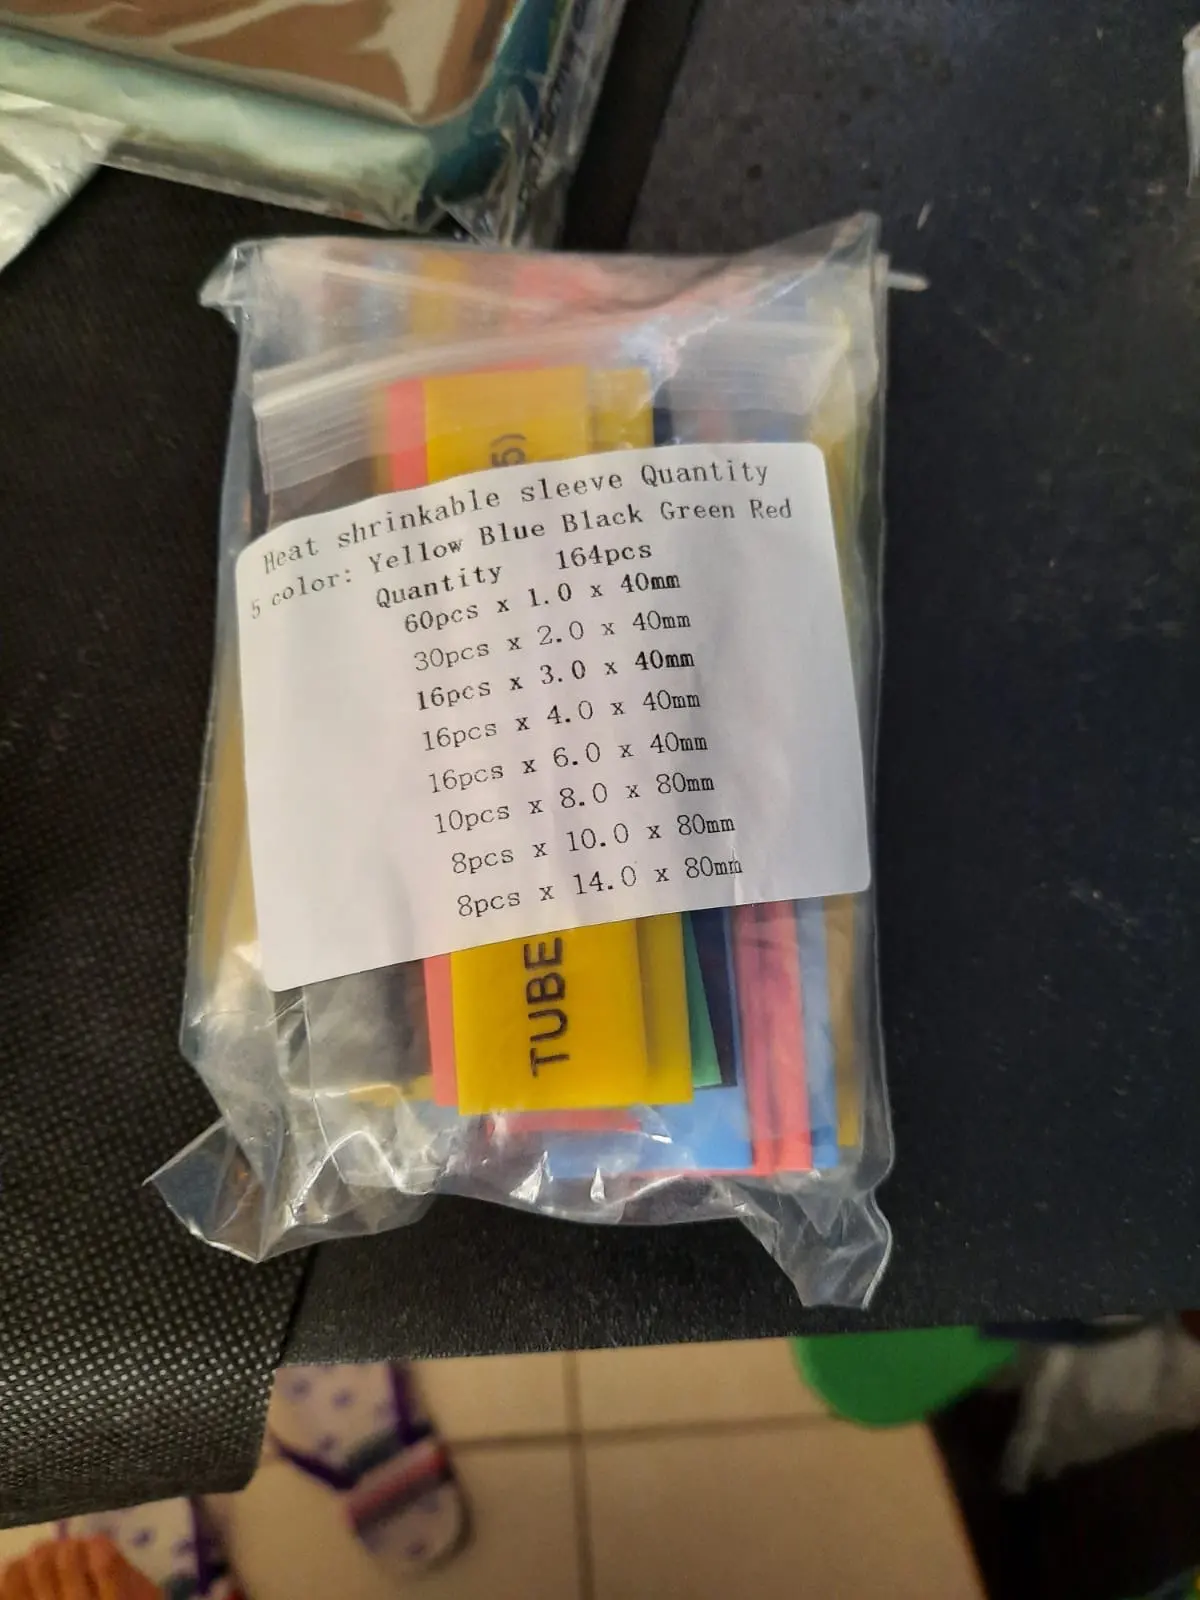 5)
Heat shrinkable sleeve Quantity
5 color: Yellow Blue Black Green Red
Quantity 164pcs
60pcs x 1.0 x 40mm
30pcs x 2.0 x 40mm
16pcs x 3.0 x 40mm
16pcs x 4.0 x 40mm
16pcs x 6.0 x 40mm
10pcs x 8.0 x 80mm
8pcs x 10.0 x 80mm
8pcs x 14.0 x 80mm
TUBE